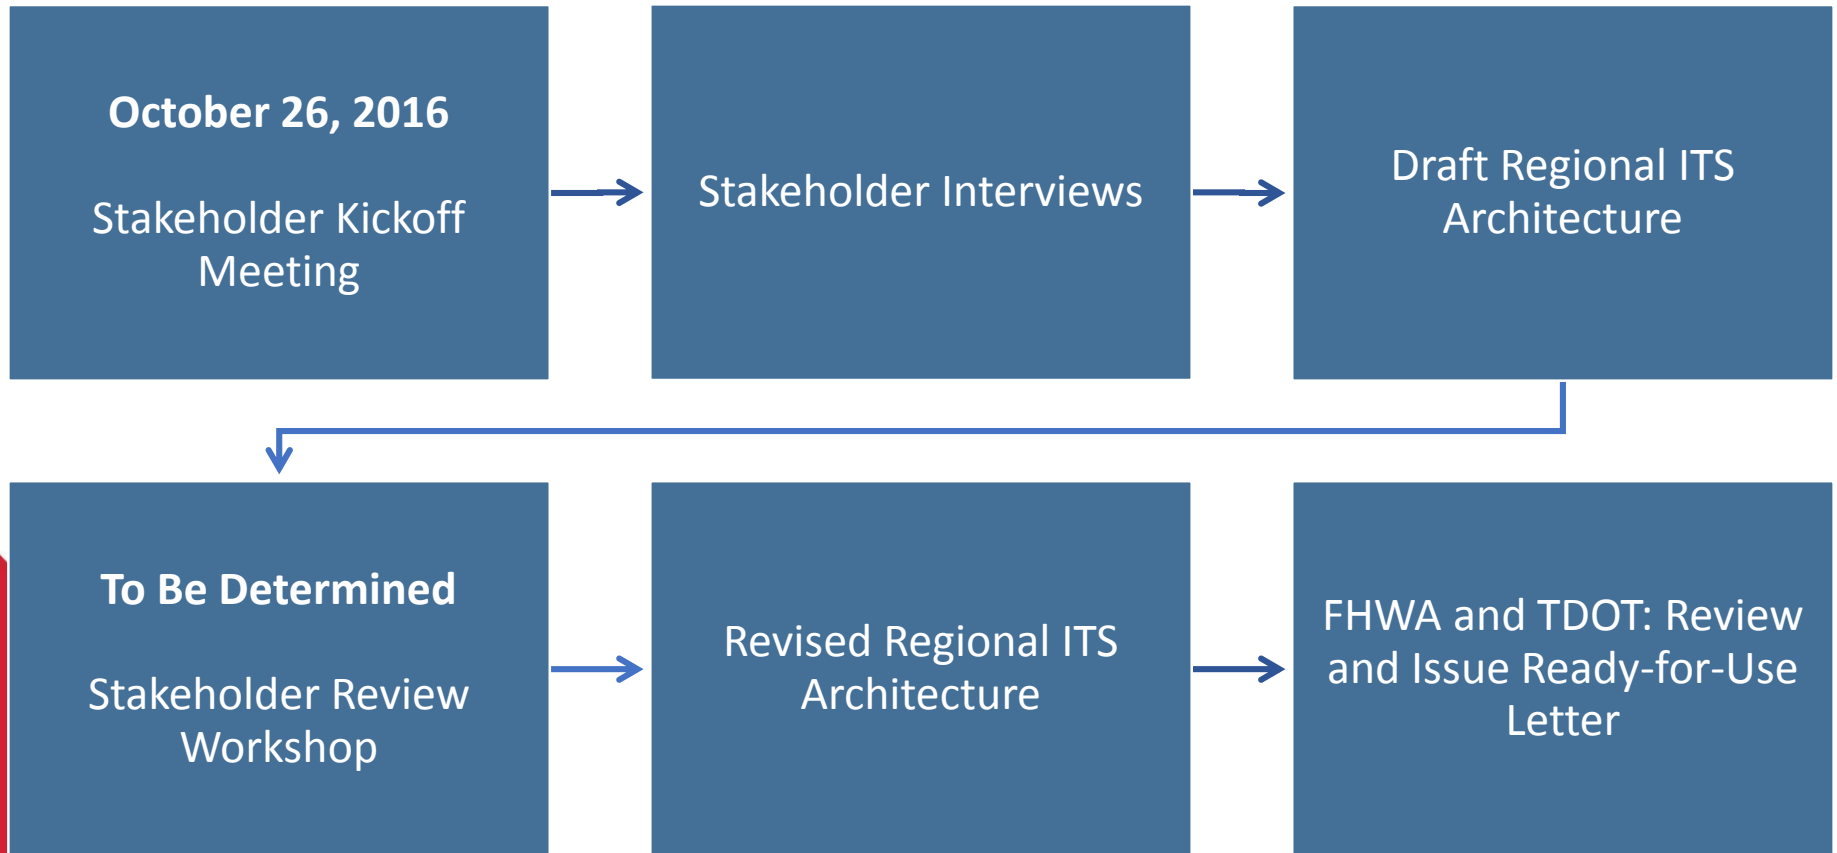 October 26, 2016
Stakeholder Kickoff
Meeting
Stakeholder Interviews
Draft Regional ITS
Architecture
To Be Determined
Stakeholder Review
Workshop
Revised Regional ITS
Architecture
FHWA and TDOT: Review
and Issue Ready-for-Use
Letter